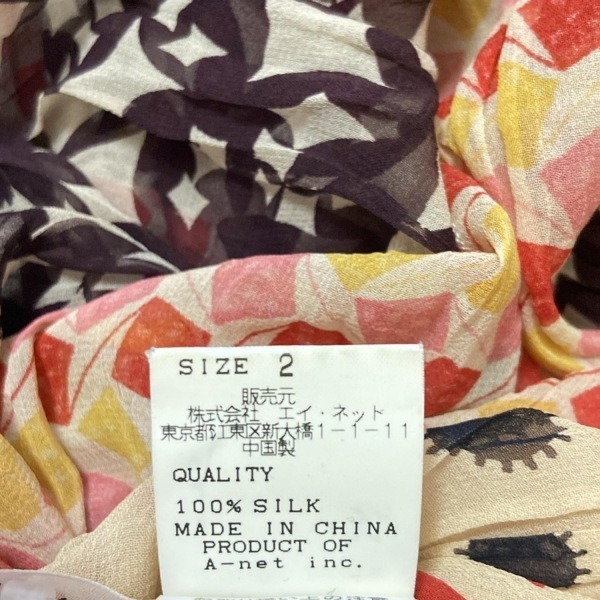 SIZE 2
販売元
株式会社 エイ・ネット
東京都江東区新大橋1-1-11
中国製
QUALITY
100% SILK
MADE IN CHINA
PRODUCT OF
A-net inc.